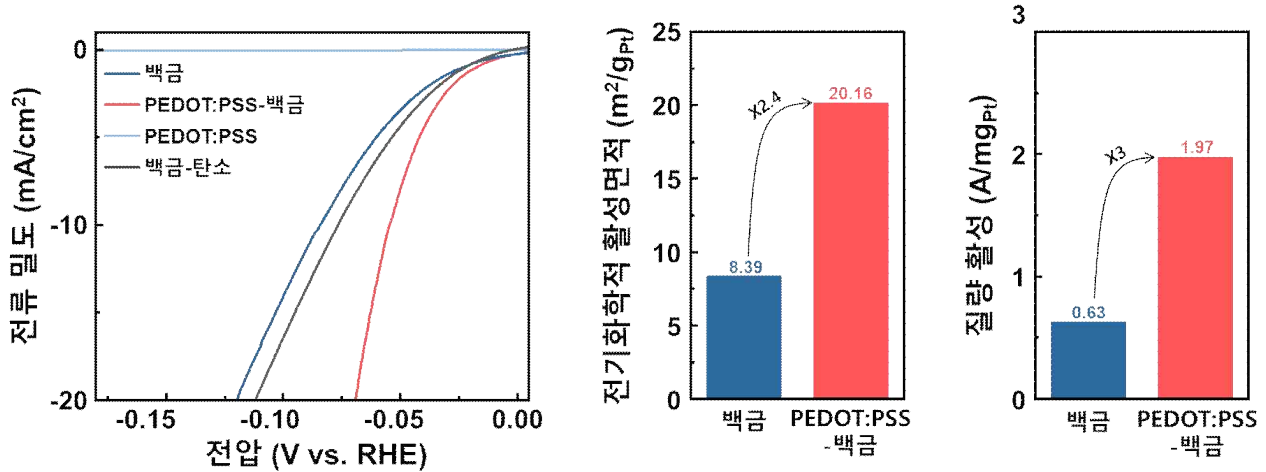 전류 밀도 (mA/cm²)
0
-10
-20
백금
PEDOT:PSS-백금
PEDOT:PSS
백금-탄소
-0.15
-0.10
-0.05
0.00
전압 (V vs. RHE)
전기화학적 활성면적 (m²/gPt)
25
20
15
10
5
0
8.39
X2.4
20.16
백금
PEDOT:PSS
-백금
질량 활성 (A/mgPt)
3
2
1
0
0.63
X3
1.97
백금
PEDOT:PSS
-백금